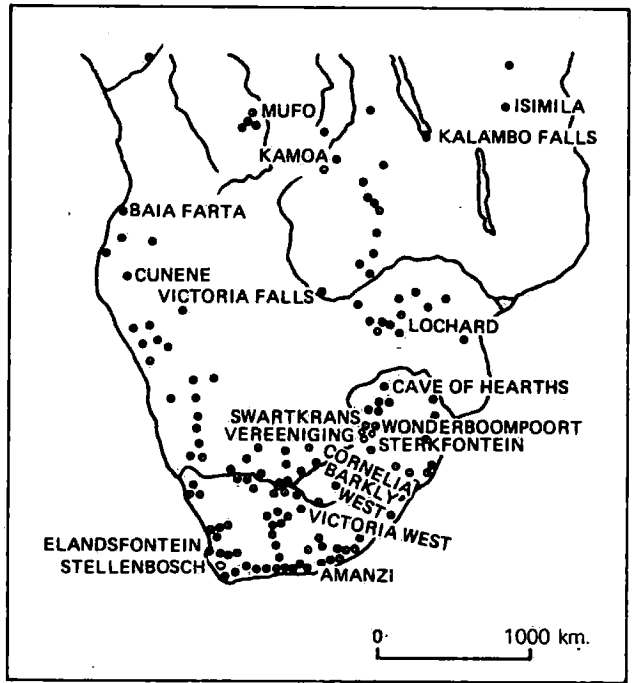 MUFO
ISIMILA
KALAMBO FALLS
KAMOA
BAIA FARTA
CUNENE
VICTORIA FALLS
LOCHARD
CAVE OF HEARTHS
SWARTKRANS
WONDERBOOMPOORT
VEREENIGING
STERKFONTEIN
CORNELIA
BARKLY
WEST
VICTORIA WEST
ELANDSFONTEIN
STELLENBOSCH
AMANZI
0 1000 km.